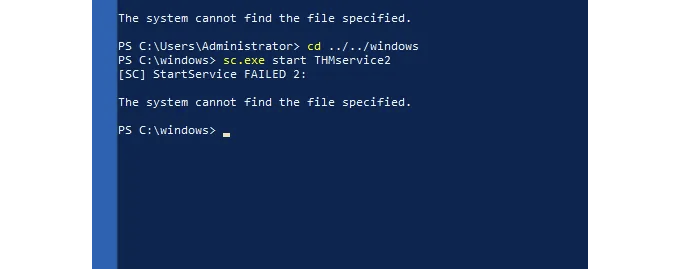 The system cannot find the file specified.
PS C:\Users\Administrator> cd ../../windows
PS C:\windows> sc.exe start THMservice2
[SC] StartService FAILED 2:
The system cannot find the file specified.
PS C:\windows>